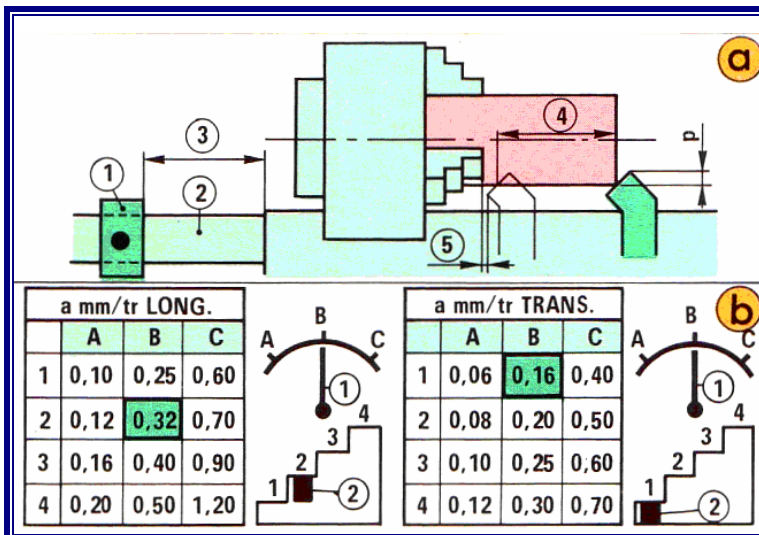 a
3
4
1
2
p
5
b
a mm/tr LONG.
A B C
1 0,10 0,25 0,60
2 0,12 0,32 0,70
3 0,16 0,40 0,90
4 0,20 0,50 1,20
B
A C
1
4
3
2
1
2
a mm/tr TRANS.
A B C
1 0,06 0,16 0,40
2 0,08 0,20 0,50
3 0,10 0,25 0,60
4 0,12 0,30 0,70
B
A C
1
4
3
2
1
2